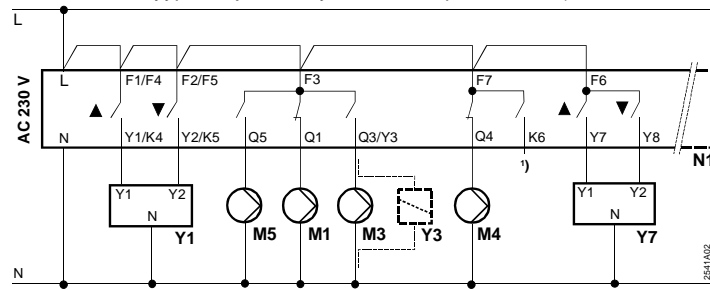 L
L F1/F4 F2/F5 F3 F7 F6
AC 230 V
N Y1/K4 Y2/K5 Q5 Q1 Q3/Y3 Q4 K6 Y7 Y8
1)
N1
Y1 Y2 Y1 Y2
N N
Y1 M5 M1 M3 Y3 M4 Y7
N
2541A02